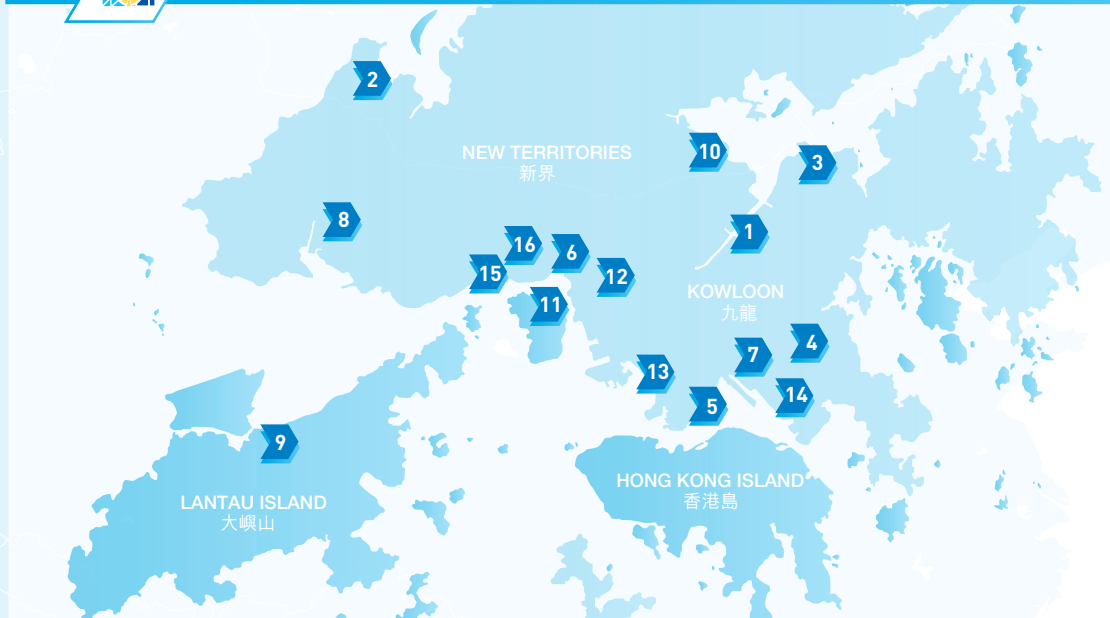 2
NEW TERRITORIES
新界
10
3
8
1
16
6
15
12
11
KOWLOON
九龍
4
7
13
14
5
9
LANTAU ISLAND
大嶼山
HONG KONG ISLAND
香港島